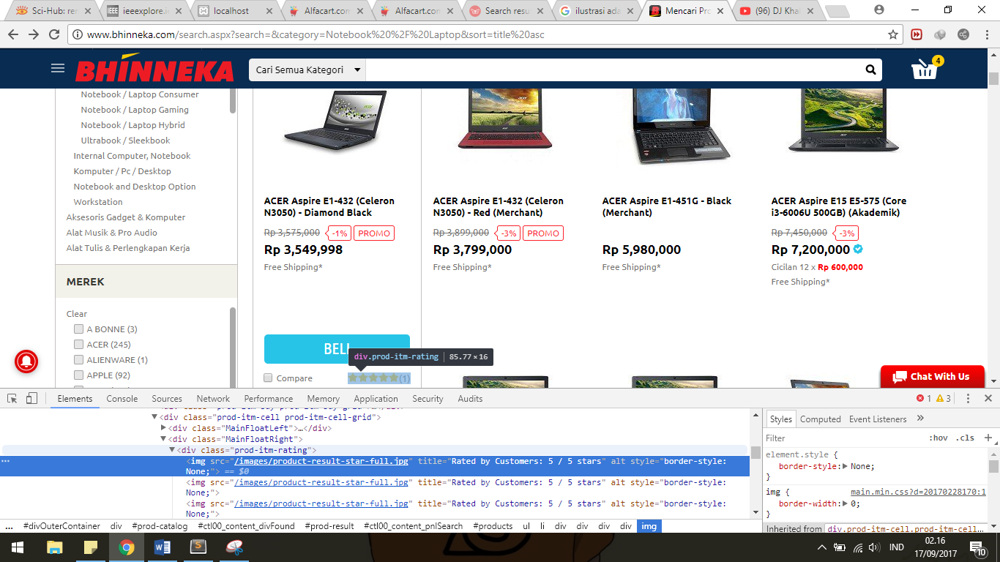 Sci-Hub: rem
ieeexplore.ie
localhost
Alfacart.com
Alfacart.com
Search resu
ilustrasi ada
Mencari Pro
(96) DJ Kha
www.bhinneka.com/search.aspx?search=&category=Notebook%20%2F%20Laptop&sort=title%20asc
BHINNEKA
Cari Semua Kategori
4
Notebook / Laptop Consumer
Notebook / Laptop Gaming
Notebook / Laptop Hybrid
Ultrabook / Sleekbook
Internal Computer, Notebook
Komputer / Pc / Desktop
Notebook and Desktop Option
Workstation
Aksesoris Gadget & Komputer
Alat Musik & Pro Audio
Alat Tulis & Perlengkapan Kerja
MEREK
Clear
A BONNE (3)
ACER (245)
ALIENWARE (1)
APPLE (92)
ACER Aspire E1-432 (Celeron
N3050) - Diamond Black
Rp 3,575,000 -1% PROMO
Rp 3,549,998
Free Shipping*
BELI
Compare
(1)
div.prod-itm-rating 85.77 × 16
ACER Aspire E1-432 (Celeron
N3050) - Red (Merchant)
Rp 3,899,000 -3% PROMO
Rp 3,799,000
Free Shipping*
ACER Aspire E1-451G - Black
(Merchant)
Rp 5,980,000
Free Shipping*
ACER Aspire E15 E5-575 (Core
i3-6006U 500GB) (Akademik)
Rp 7,450,000 -3%
Rp 7,200,000
Cicilan 12 x Rp 600,000
Free Shipping*
Chat With Us
Elements Console Sources Network Performance Memory Application Security Audits
1 3
<div class="prod-itm-cell prod-itm-cell-grid">
<div class="MainFloatLeft">…</div>
<div class="MainFloatRight">
<div class="prod-itm-rating">
<img src="/images/product-result-star-full.jpg" title="Rated by Customers: 5 / 5 stars" alt style="border-style:
None;"> == $0
<img src="/images/product-result-star-full.jpg" title="Rated by Customers: 5 / 5 stars" alt style="border-style:
None;">
<img src="/images/product-result-star-full.jpg" title="Rated by Customers: 5 / 5 stars" alt style="border-style:
None;">
... #divOuterContainer div #prod-catalog #ctl00_content_divFound #prod-result #ctl00_content_pnlSearch #products ul li div div div div img
Styles Computed Event Listeners »
Filter :hov .cls +
element.style {
border-style: None;
}
img { main.min.css?d=20170228170:1
border-width: 0;
}
Inherited from div.prod-itm-cell.prod-itm-cell…
IND
02.16
17/09/2017
10